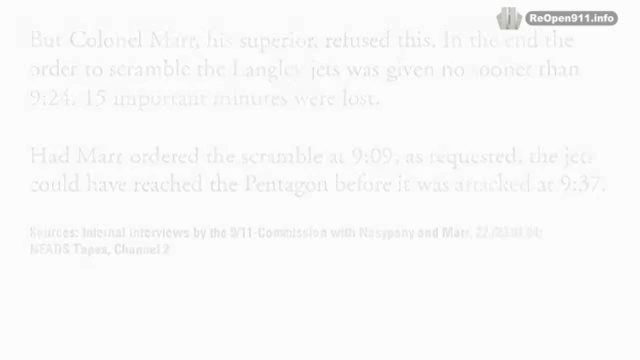 ReOpen911.info
But Colonel Marr, his superior, refused this. In the end the
order to scramble the Langley jets was given no sooner than
9:24. 15 important minutes were lost.
Had Marr ordered the scramble at 9:09, as requested, the jets
could have reached the Pentagon before it was attacked at 9:37.
Sources: Internal interviews by the 9/11-Commission with Nasypany and Marr,
NEADS Tapes, Channel 2